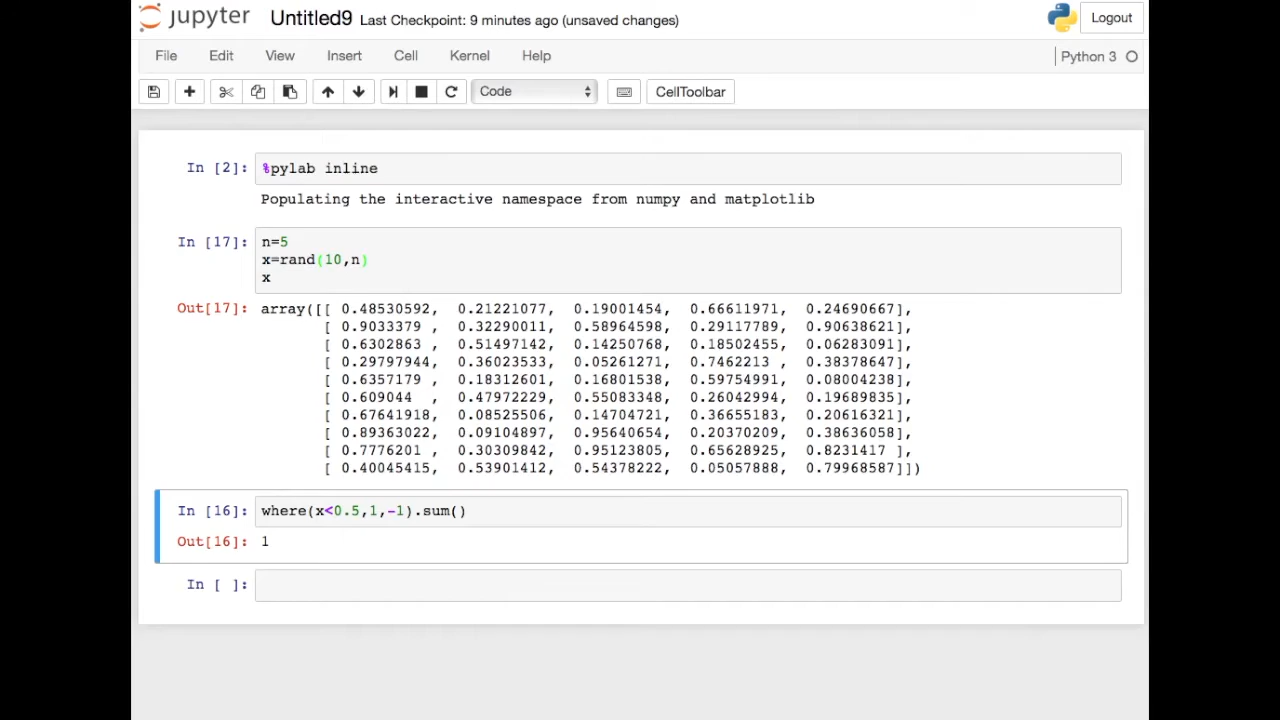 jupyter Untitled9 Last Checkpoint: 9 minutes ago (unsaved changes) Logout
File Edit View Insert Cell Kernel Help Python 3
Code CellToolbar
In [2]: %pylab inline
Populating the interactive namespace from numpy and matplotlib
In [17]: n=5
x=rand(10,n)
x
Out[17]: array([[ 0.48530592, 0.21221077, 0.19001454, 0.66611971, 0.24690667],
[ 0.9033379 , 0.32290011, 0.58964598, 0.29117789, 0.90638621],
[ 0.6302863 , 0.51497142, 0.14250768, 0.18502455, 0.06283091],
[ 0.29797944, 0.36023533, 0.05261271, 0.7462213 , 0.38378647],
[ 0.6357179 , 0.18312601, 0.16801538, 0.59754991, 0.08004238],
[ 0.609044 , 0.47972229, 0.55083348, 0.26042994, 0.19689835],
[ 0.67641918, 0.08525506, 0.14704721, 0.36655183, 0.20616321],
[ 0.89363022, 0.09104897, 0.95640654, 0.20370209, 0.38636058],
[ 0.7776201 , 0.30309842, 0.95123805, 0.65628925, 0.8231417 ],
[ 0.40045415, 0.53901412, 0.54378222, 0.05057888, 0.79968587]])
In [16]: where(x<0.5,1,-1).sum()
Out[16]: 1
In [ ]: